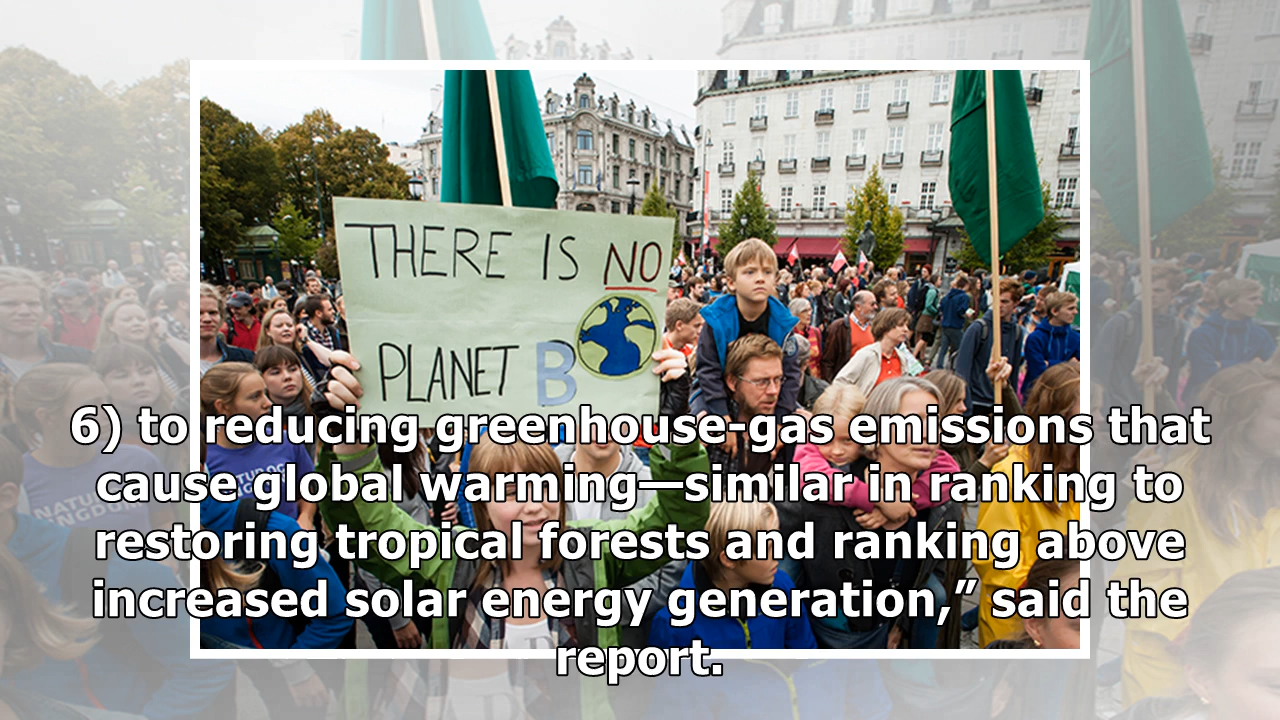 THERE IS NO
PLANET B
6) to reducing greenhouse-gas emissions that
cause global warming—similar in ranking to
restoring tropical forests and ranking above
increased solar energy generation,” said the
report.